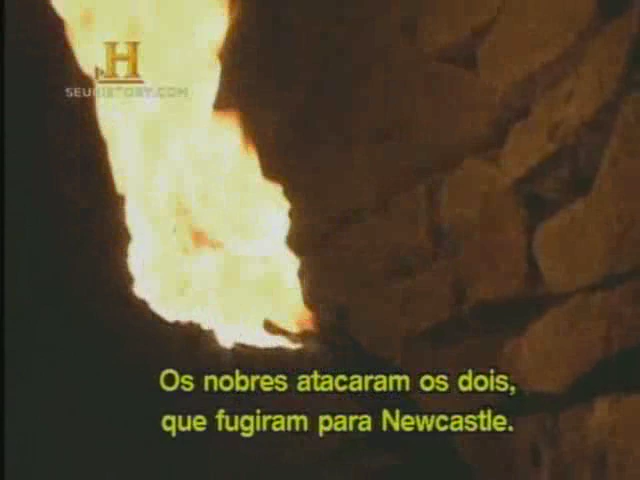 H
SEUHISTORY.COM
Os nobres atacaram os dois,
que fugiram para Newcastle.